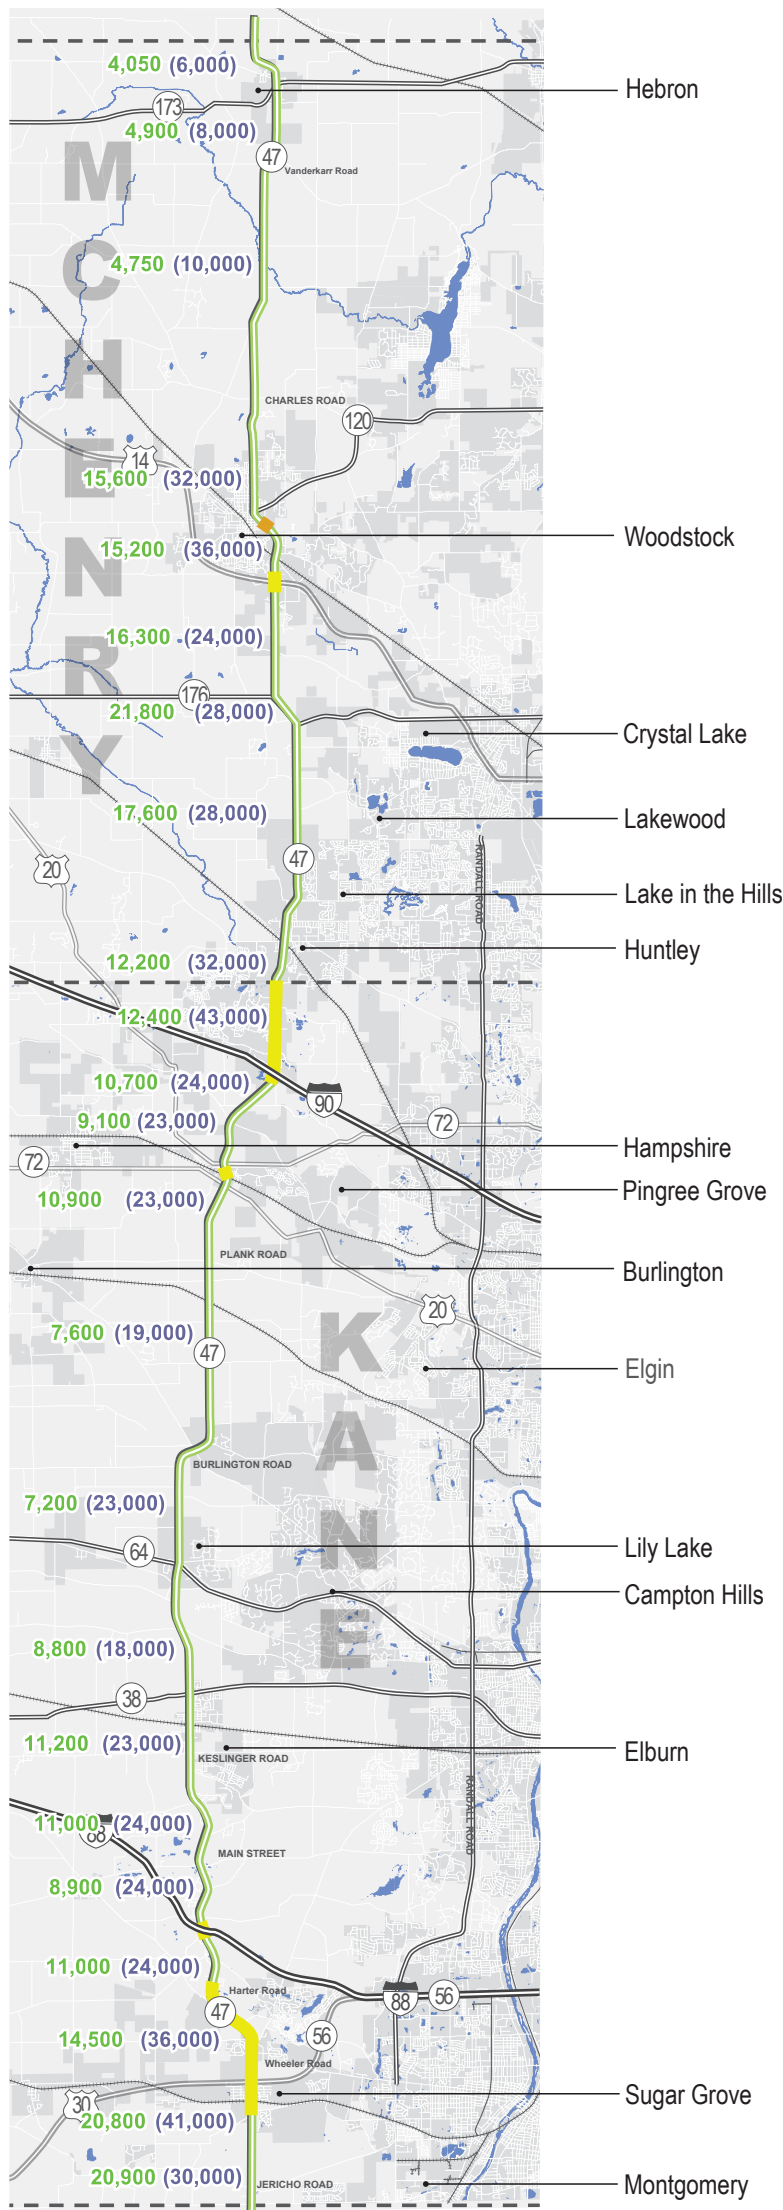 4,050 (6,000)
Hebron
173
4,900 (8,000)
47
Vanderkarr Road
MCHENRY
4,750 (10,000)
CHARLES ROAD
120
14
15,600 (32,000)
Woodstock
15,200 (36,000)
16,300 (24,000)
176
21,800 (28,000)
Crystal Lake
17,600 (28,000)
Lakewood
47
20
RANDALL ROAD
Lake in the Hills
Huntley
12,200 (32,000)
12,400 (43,000)
10,700 (24,000)
90
9,100 (23,000)
72
Hampshire
72
Pingree Grove
10,900 (23,000)
PLANK ROAD
Burlington
KANE
20
7,600 (19,000)
47
Elgin
BURLINGTON ROAD
7,200 (23,000)
64
Lily Lake
Campton Hills
8,800 (18,000)
38
11,200 (23,000)
KESLINGER ROAD
Elburn
RANDALL ROAD
11,000 (24,000)
88
MAIN STREET
8,900 (24,000)
11,000 (24,000)
Harter Road
88
56
47
14,500 (36,000)
56
Wheeler Road
30
Sugar Grove
20,800 (41,000)
20,900 (30,000)
JERICHO ROAD
Montgomery